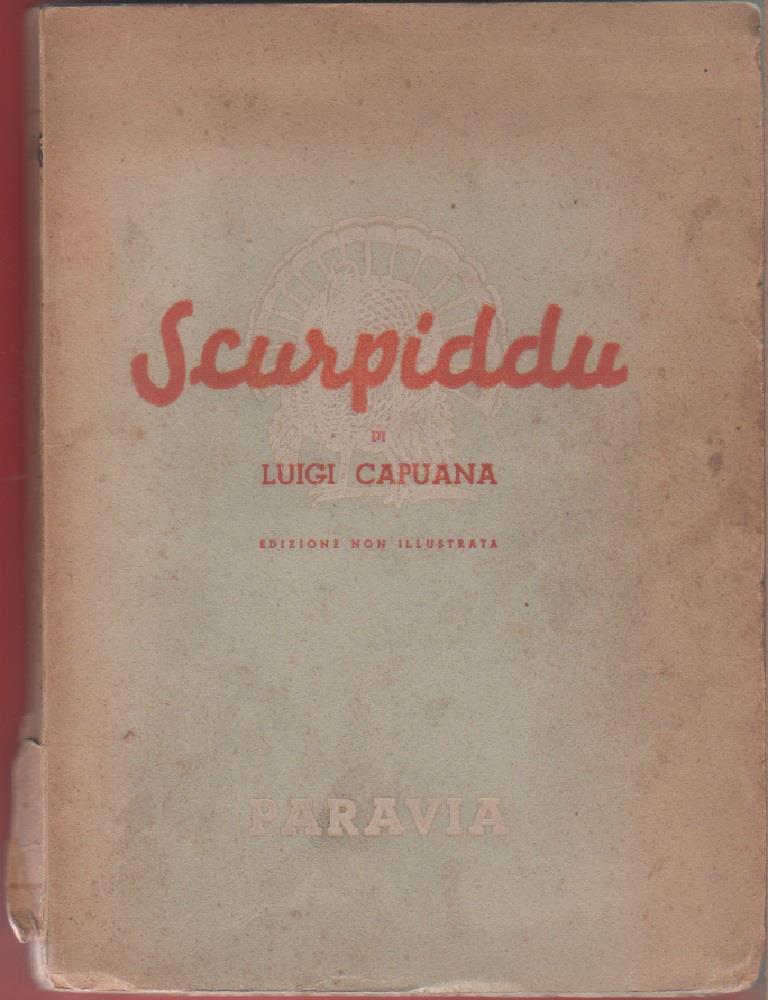 Scurpiddu
DI
LUIGI CAPUANA
EDIZIONE NON ILLUSTRATA
PARAVIA